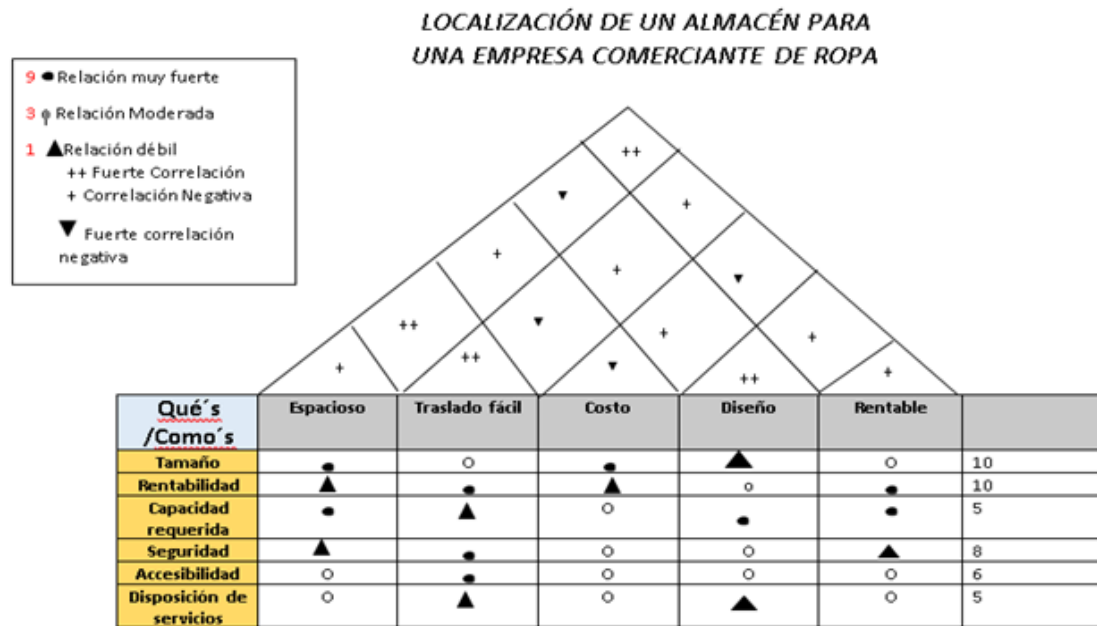 LOCALIZACIÓN DE UN ALMACÉN PARA
UNA EMPRESA COMERCIANTE DE ROPA
9 ● Relación muy fuerte
3 Relación Moderada
1 ▲ Relación débil
++ Fuerte Correlación
+ Correlación Negativa
▼ Fuerte correlación
negativa
++
▼ +
+ + ▼
++ ▼ + +
+ ++ ▼ ++ +
Qué´s
/Como´s
Espacioso Traslado fácil Costo Diseño Rentable
Tamaño ● ○ ● ▲ ○ 10
Rentabilidad ▲ ● ▲ ○ ● 10
Capacidad
requerida ● ▲ ○ ● ● 5
Seguridad ▲ ● ○ ○ ▲ 8
Accesibilidad ○ ● ○ ○ ○ 6
Disposición de
servicios ○ ▲ ○ ▲ ○ 5